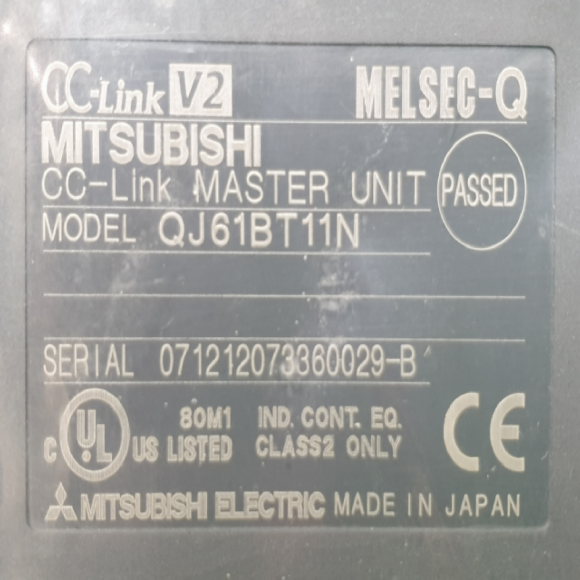 CC-Link V2 MELSEC-Q
MITSUBISHI
CC-Link MASTER UNIT PASSED
MODEL QJ61BT11N
SERIAL 071212073360029-B
80M1 IND. CONT. EQ.
C UL US LISTED CLASS2 ONLY CE
MITSUBISHI ELECTRIC MADE IN JAPAN